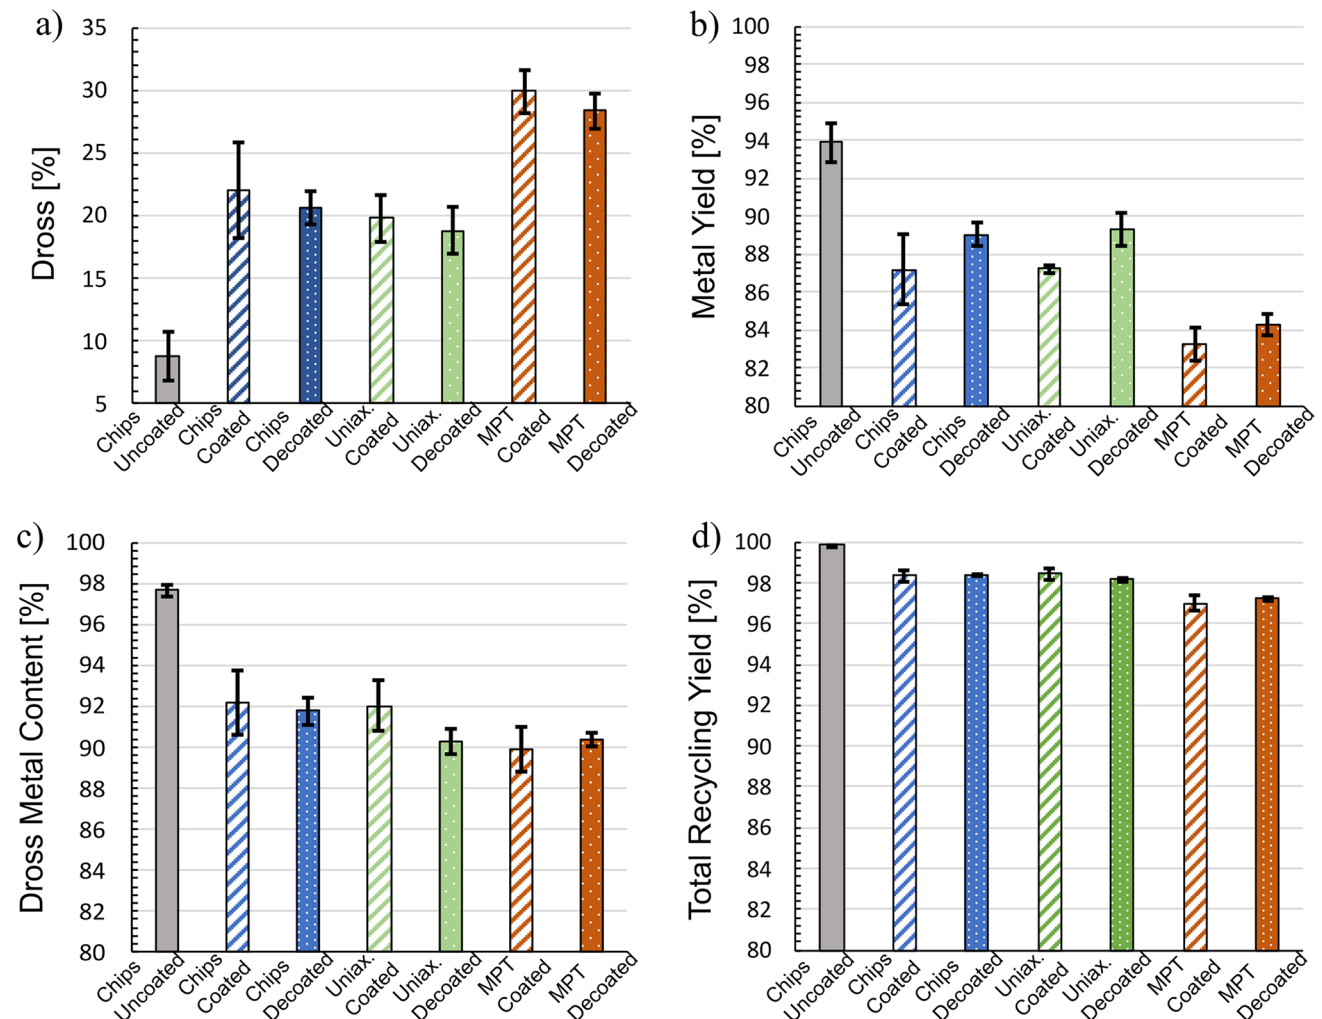 a)
Dross [%]
35
30
25
20
15
10
5
Chips Uncoated
Chips Coated
Chips Decoated
Uniax. Coated
Uniax. Decoated
MPT Coated
MPT Decoated
b)
Metal Yield [%]
100
98
96
94
92
90
88
86
84
82
80
Chips Uncoated
Chips Coated
Chips Decoated
Uniax. Coated
Uniax. Decoated
MPT Coated
MPT Decoated
c)
Dross Metal Content [%]
100
98
96
94
92
90
88
86
84
82
80
Chips Uncoated
Chips Coated
Chips Decoated
Uniax. Coated
Uniax. Decoated
MPT Coated
MPT Decoated
d)
Total Recycling Yield [%]
100
98
96
94
92
90
88
86
84
82
80
Chips Uncoated
Chips Coated
Chips Decoated
Uniax. Coated
Uniax. Decoated
MPT Coated
MPT Decoated